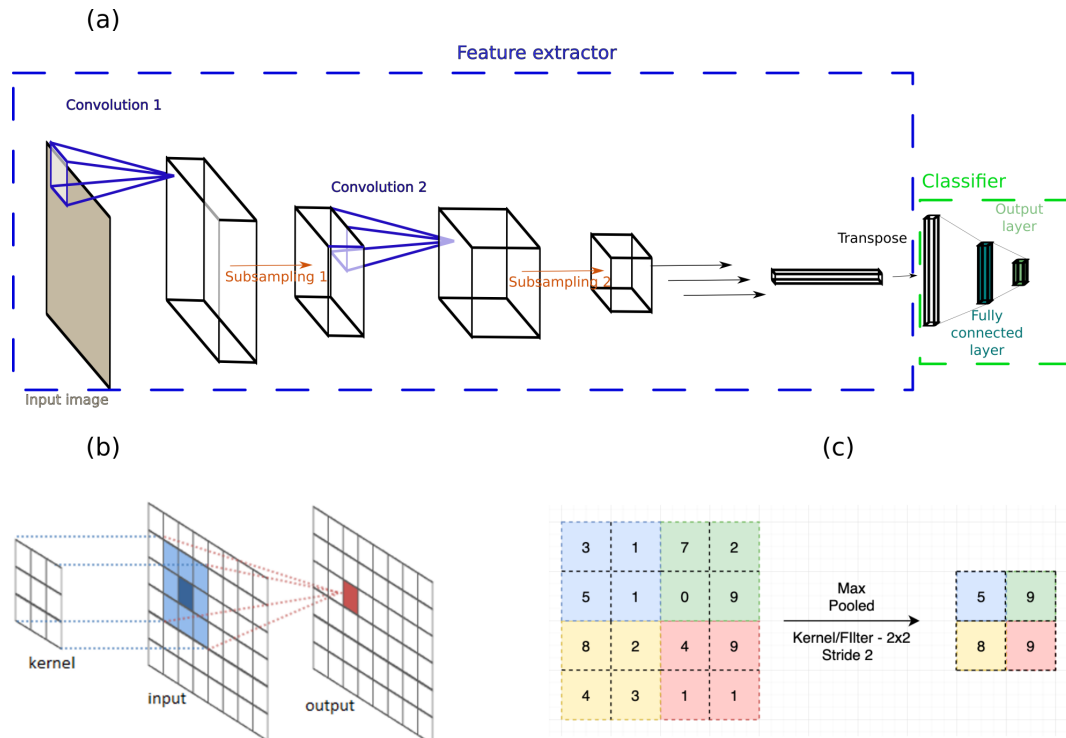 (a)
Feature extractor
Convolution 1
Convolution 2
Classifier
Output
layer
Transpose
Subsampling 1
Subsampling 2
Fully
connected
layer
Input image
(b)
kernel
input
output
(c)
3 1 7 2
5 1 0 9
8 2 4 9
4 3 1 1
Max
Pooled
Kernel/FIlter - 2x2
Stride 2
5 9
8 9